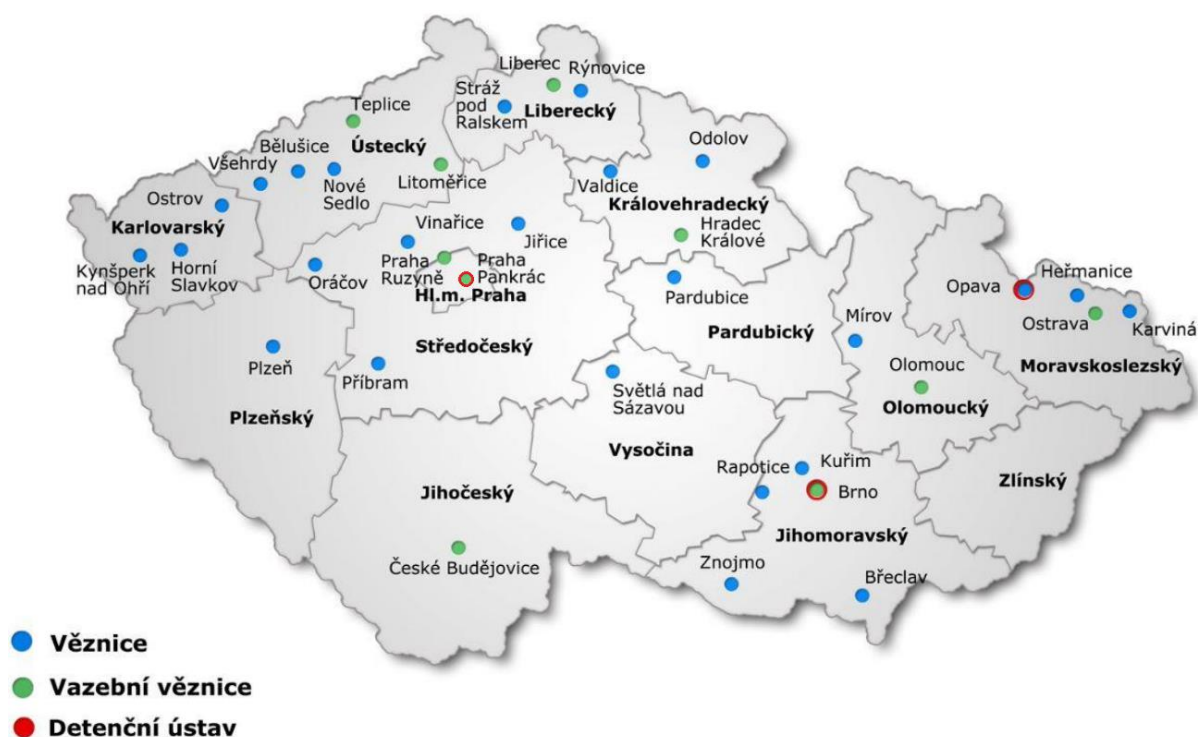 Liberec
Rýnovice
Stráž
pod
Ralskem
Liberecký
Teplice
Ústecký
Bělušice
Všehrdy
Nové
Sedlo
Litoměřice
Odolov
Valdice
Královehradecký
Hradec
Králové
Ostrov
Karlovarský
Kynšperk
nad Ohří
Horní
Slavkov
Vinařice
Jiřice
Oráčov
Praha
Ruzyně
Praha
Pankrác
Hl.m. Praha
Středočeský
Příbram
Pardubice
Pardubický
Opava
Heřmanice
Ostrava
Karviná
Moravskoslezský
Mírov
Olomouc
Olomoucký
Plzeň
Plzeňský
Světlá nad
Sázavou
Vysočina
Rapotice
Kuřim
Brno
Zlínský
Jihočeský
Jihomoravský
České Budějovice
Znojmo
Břeclav
Věznice
Vazební věznice
Detenční ústav